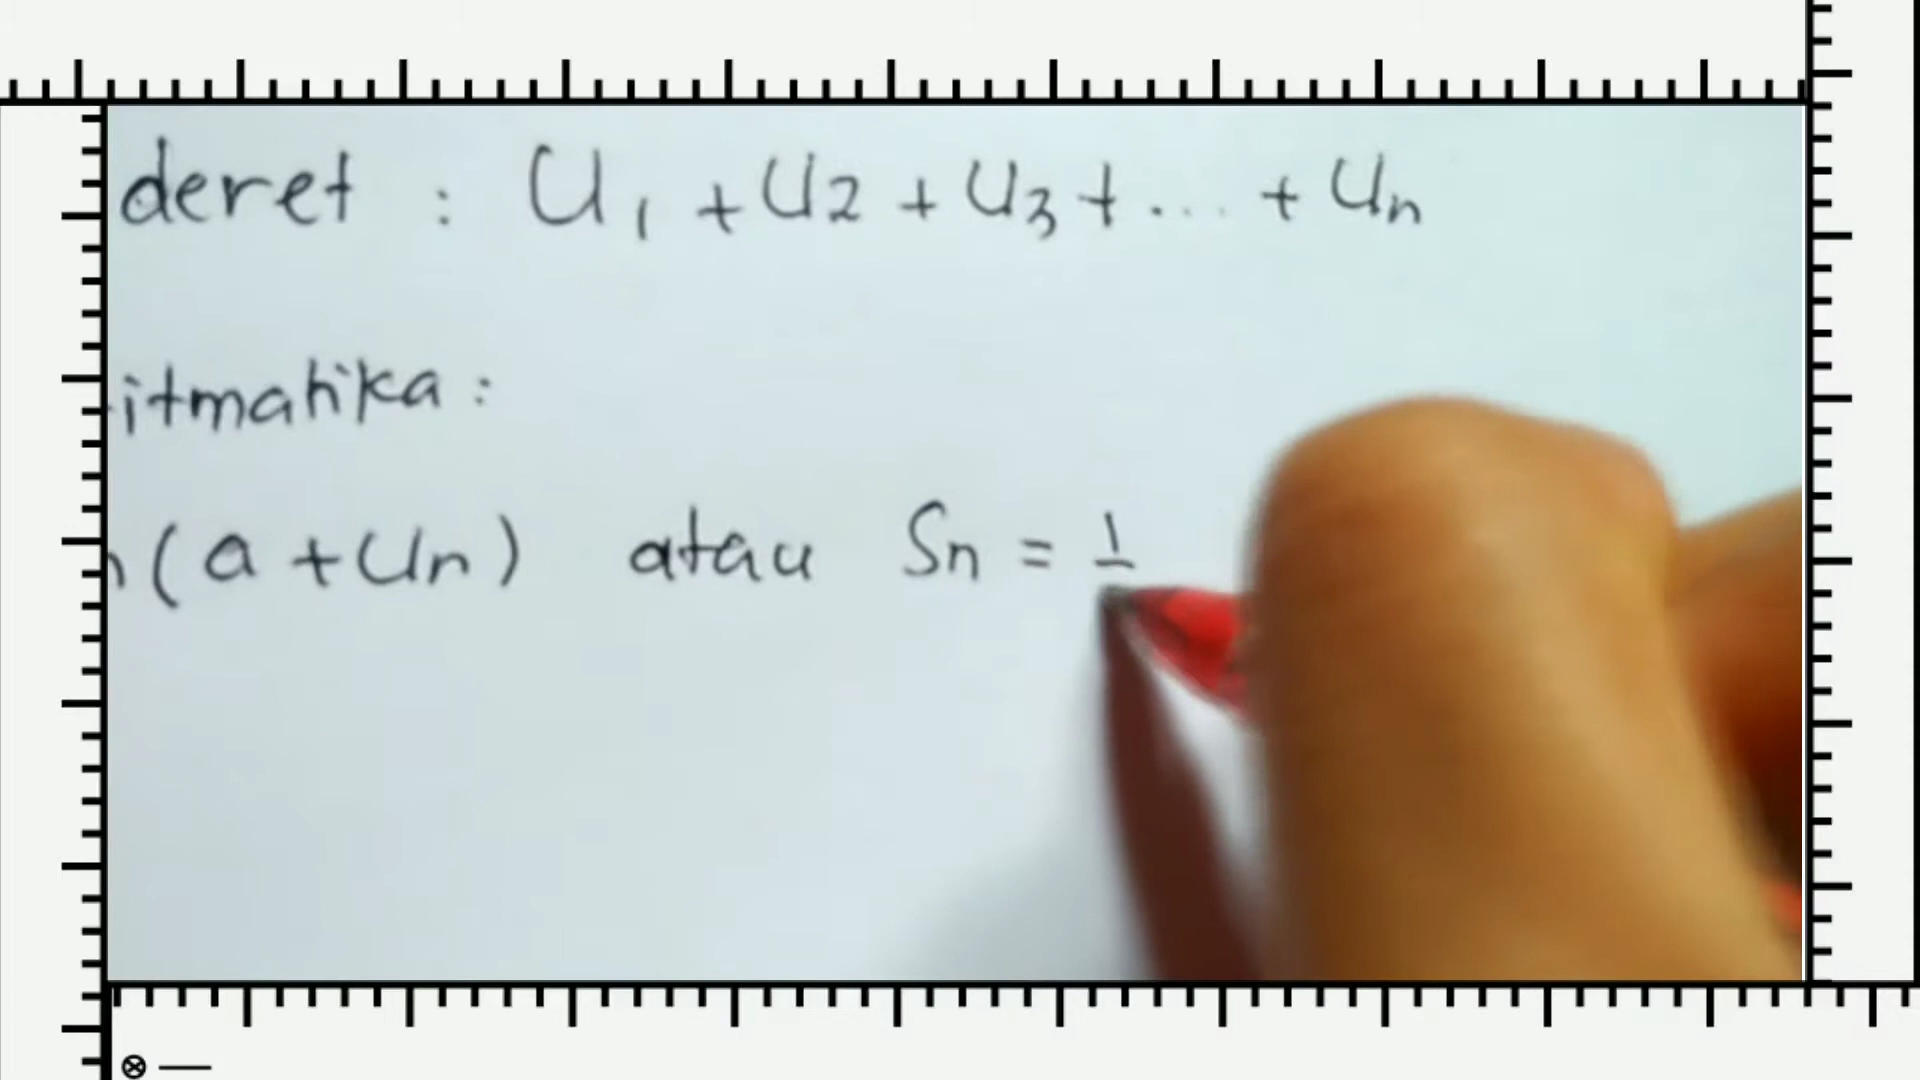 deret : U1 + U2 + U3 + ... + Un
itmatika :
(a + Un) atau Sn = 1